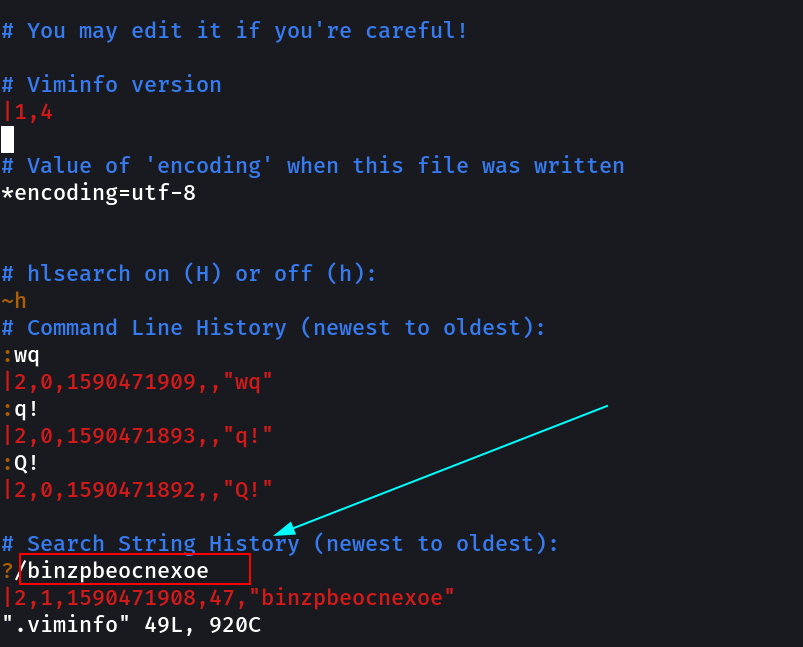 # You may edit it if you're careful!
# Viminfo version
|1,4
# Value of 'encoding' when this file was written
*encoding=utf-8
# hlsearch on (H) or off (h):
~h
# Command Line History (newest to oldest):
:wq
|2,0,1590471909,,"wq"
:q!
|2,0,1590471893,,"q!"
:Q!
|2,0,1590471892,,"Q!"
# Search String History (newest to oldest):
?/binzpbeocnexoe
|2,1,1590471908,47,"binzpbeocnexoe"
".viminfo" 49L, 920C